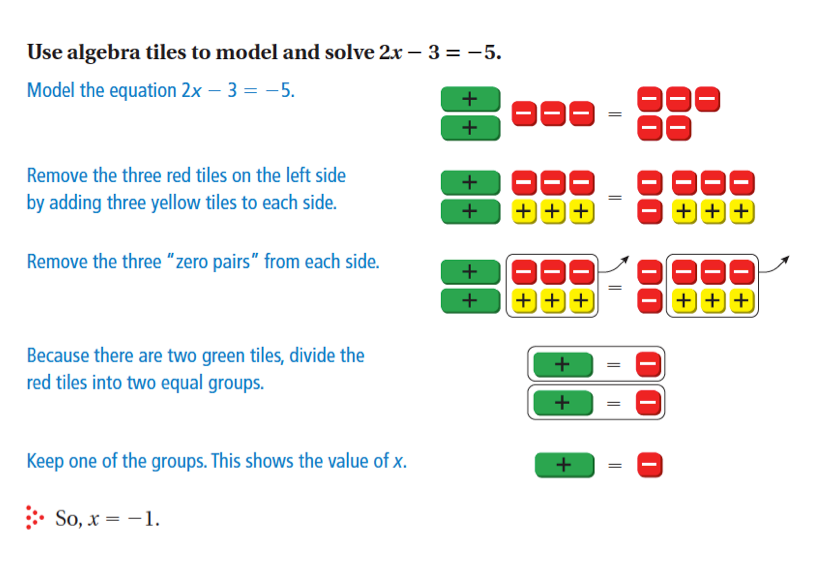 Use algebra tiles to model and solve 2x − 3 = −5.
Model the equation 2x − 3 = −5.
+ − − − = − − −
+ − −
Remove the three red tiles on the left side
by adding three yellow tiles to each side.
+ − − − = − − − −
+ + + + − + + +
Remove the three "zero pairs" from each side.
+ − − − = − − − −
+ + + + − + + +
Because there are two green tiles, divide the
red tiles into two equal groups.
+ = −
+ = −
Keep one of the groups. This shows the value of x.
+ = −
So, x = −1.